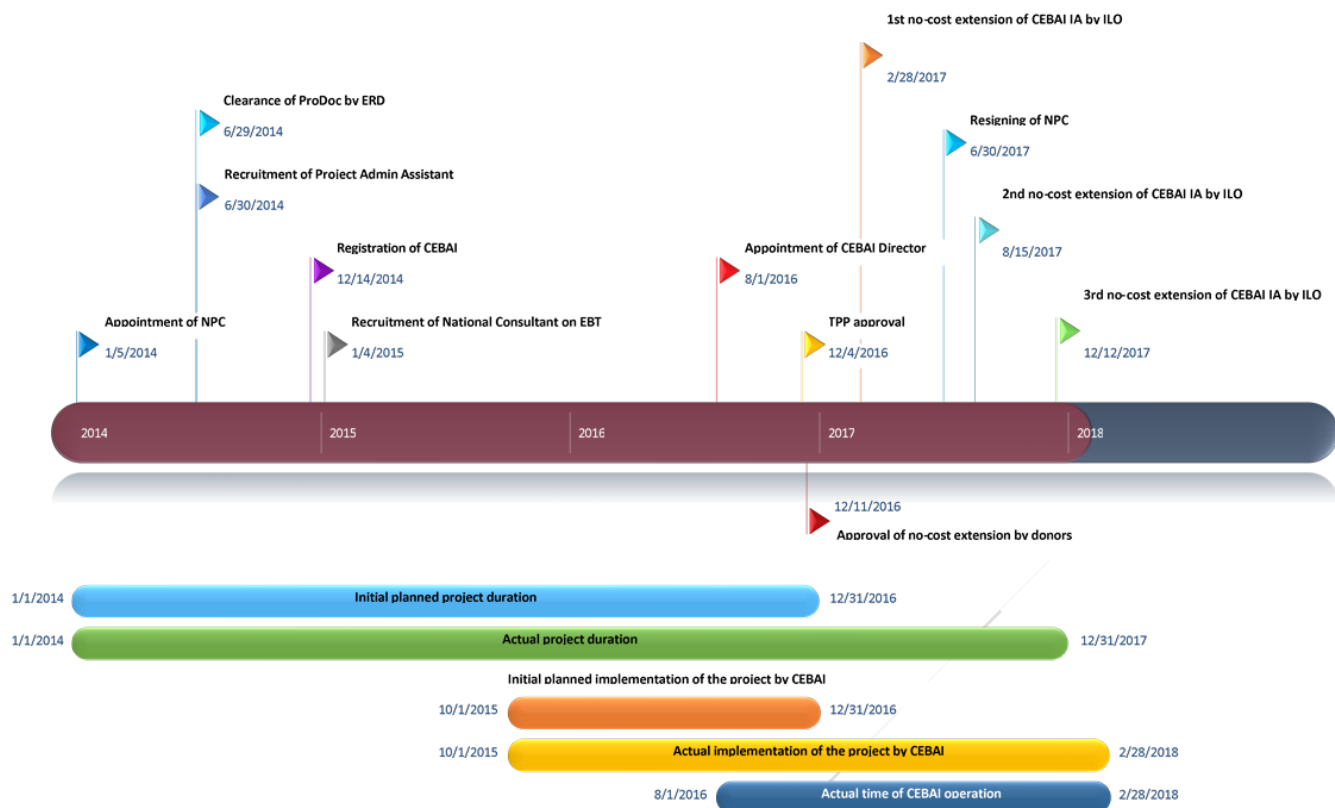 1st no-cost extension of CEBAI IA by ILO
2/28/2017
Clearance of ProDoc by ERD
6/29/2014
Resigning of NPC
6/30/2017
Recruitment of Project Admin Assistant
6/30/2014
2nd no-cost extension of CEBAI IA by ILO
8/15/2017
Registration of CEBAI
12/14/2014
Appointment of CEBAI Director
8/1/2016
3rd no-cost extension of CEBAI IA by ILO
12/12/2017
Appointment of NPC
1/5/2014
Recruitment of National Consultant on EBT
1/4/2015
TPP approval
12/4/2016
2014 2015 2016 2017 2018
12/11/2016
Approval of no-cost extension by donors
1/1/2014 Initial planned project duration 12/31/2016
1/1/2014 Actual project duration 12/31/2017
Initial planned implementation of the project by CEBAI
10/1/2015 12/31/2016
10/1/2015 Actual implementation of the project by CEBAI 2/28/2018
8/1/2016 Actual time of CEBAI operation 2/28/2018